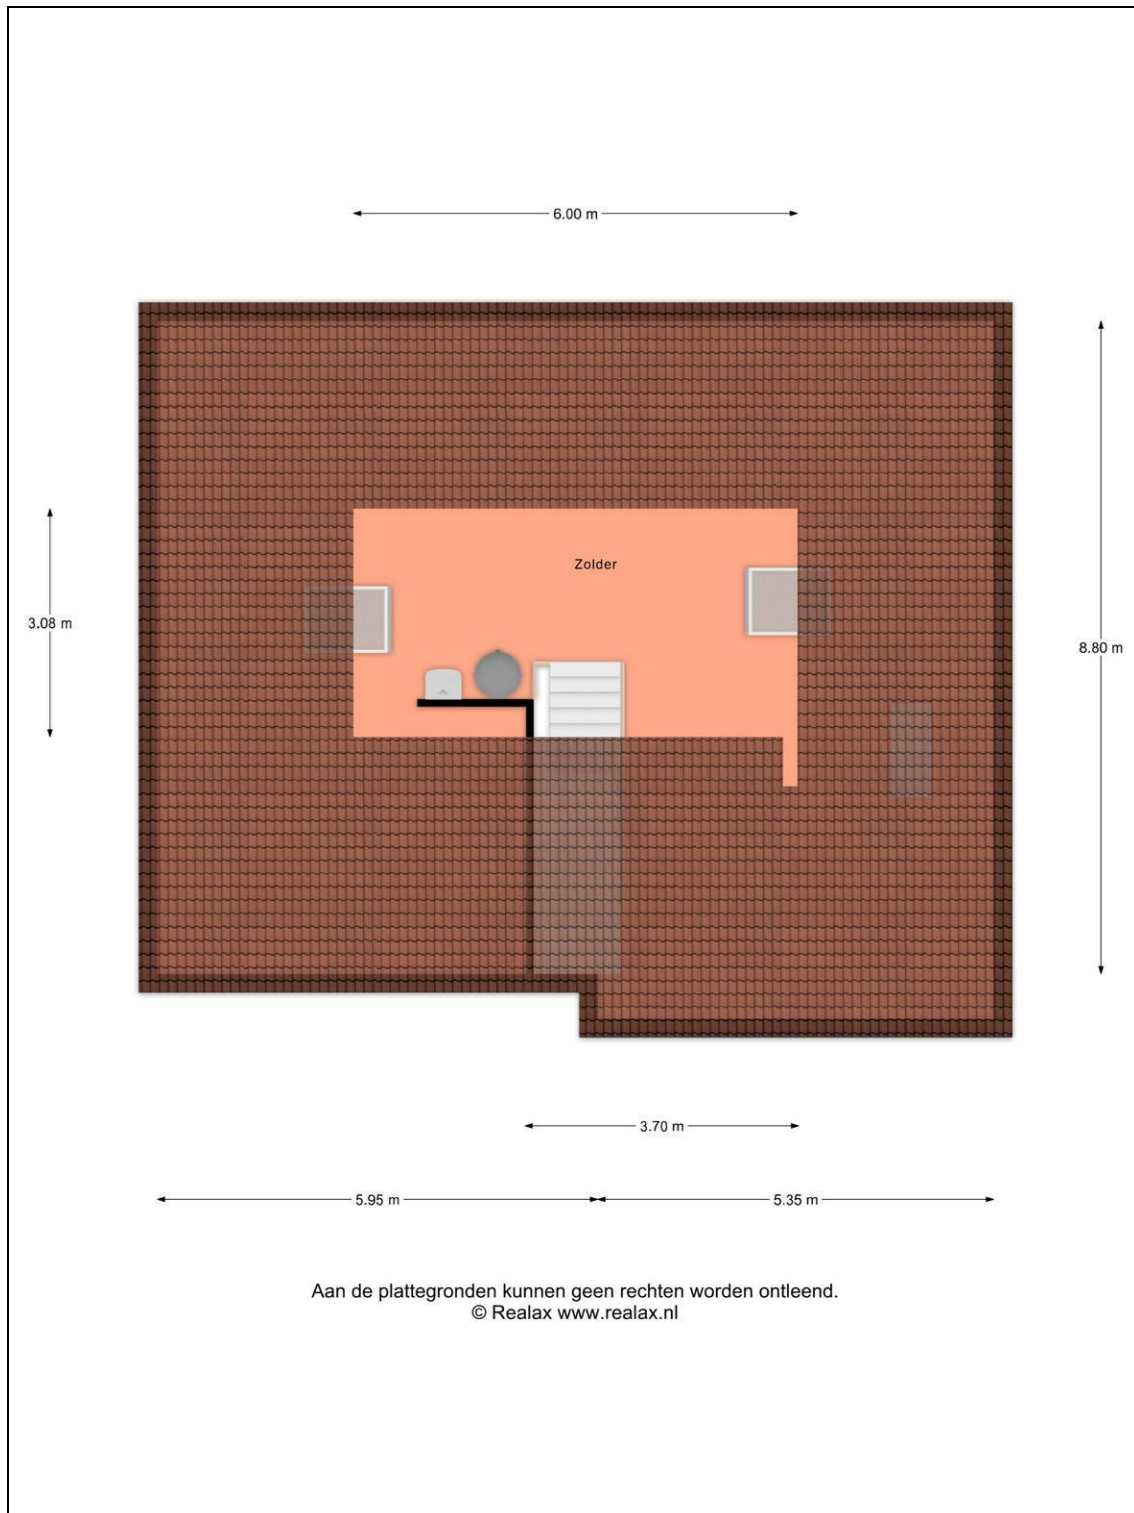 6.00 m
Zolder
3.08 m
8.80 m
3.70 m
5.95 m
5.35 m
Aan de plattegronden kunnen geen rechten worden ontleend.
© Realax www.realax.nl